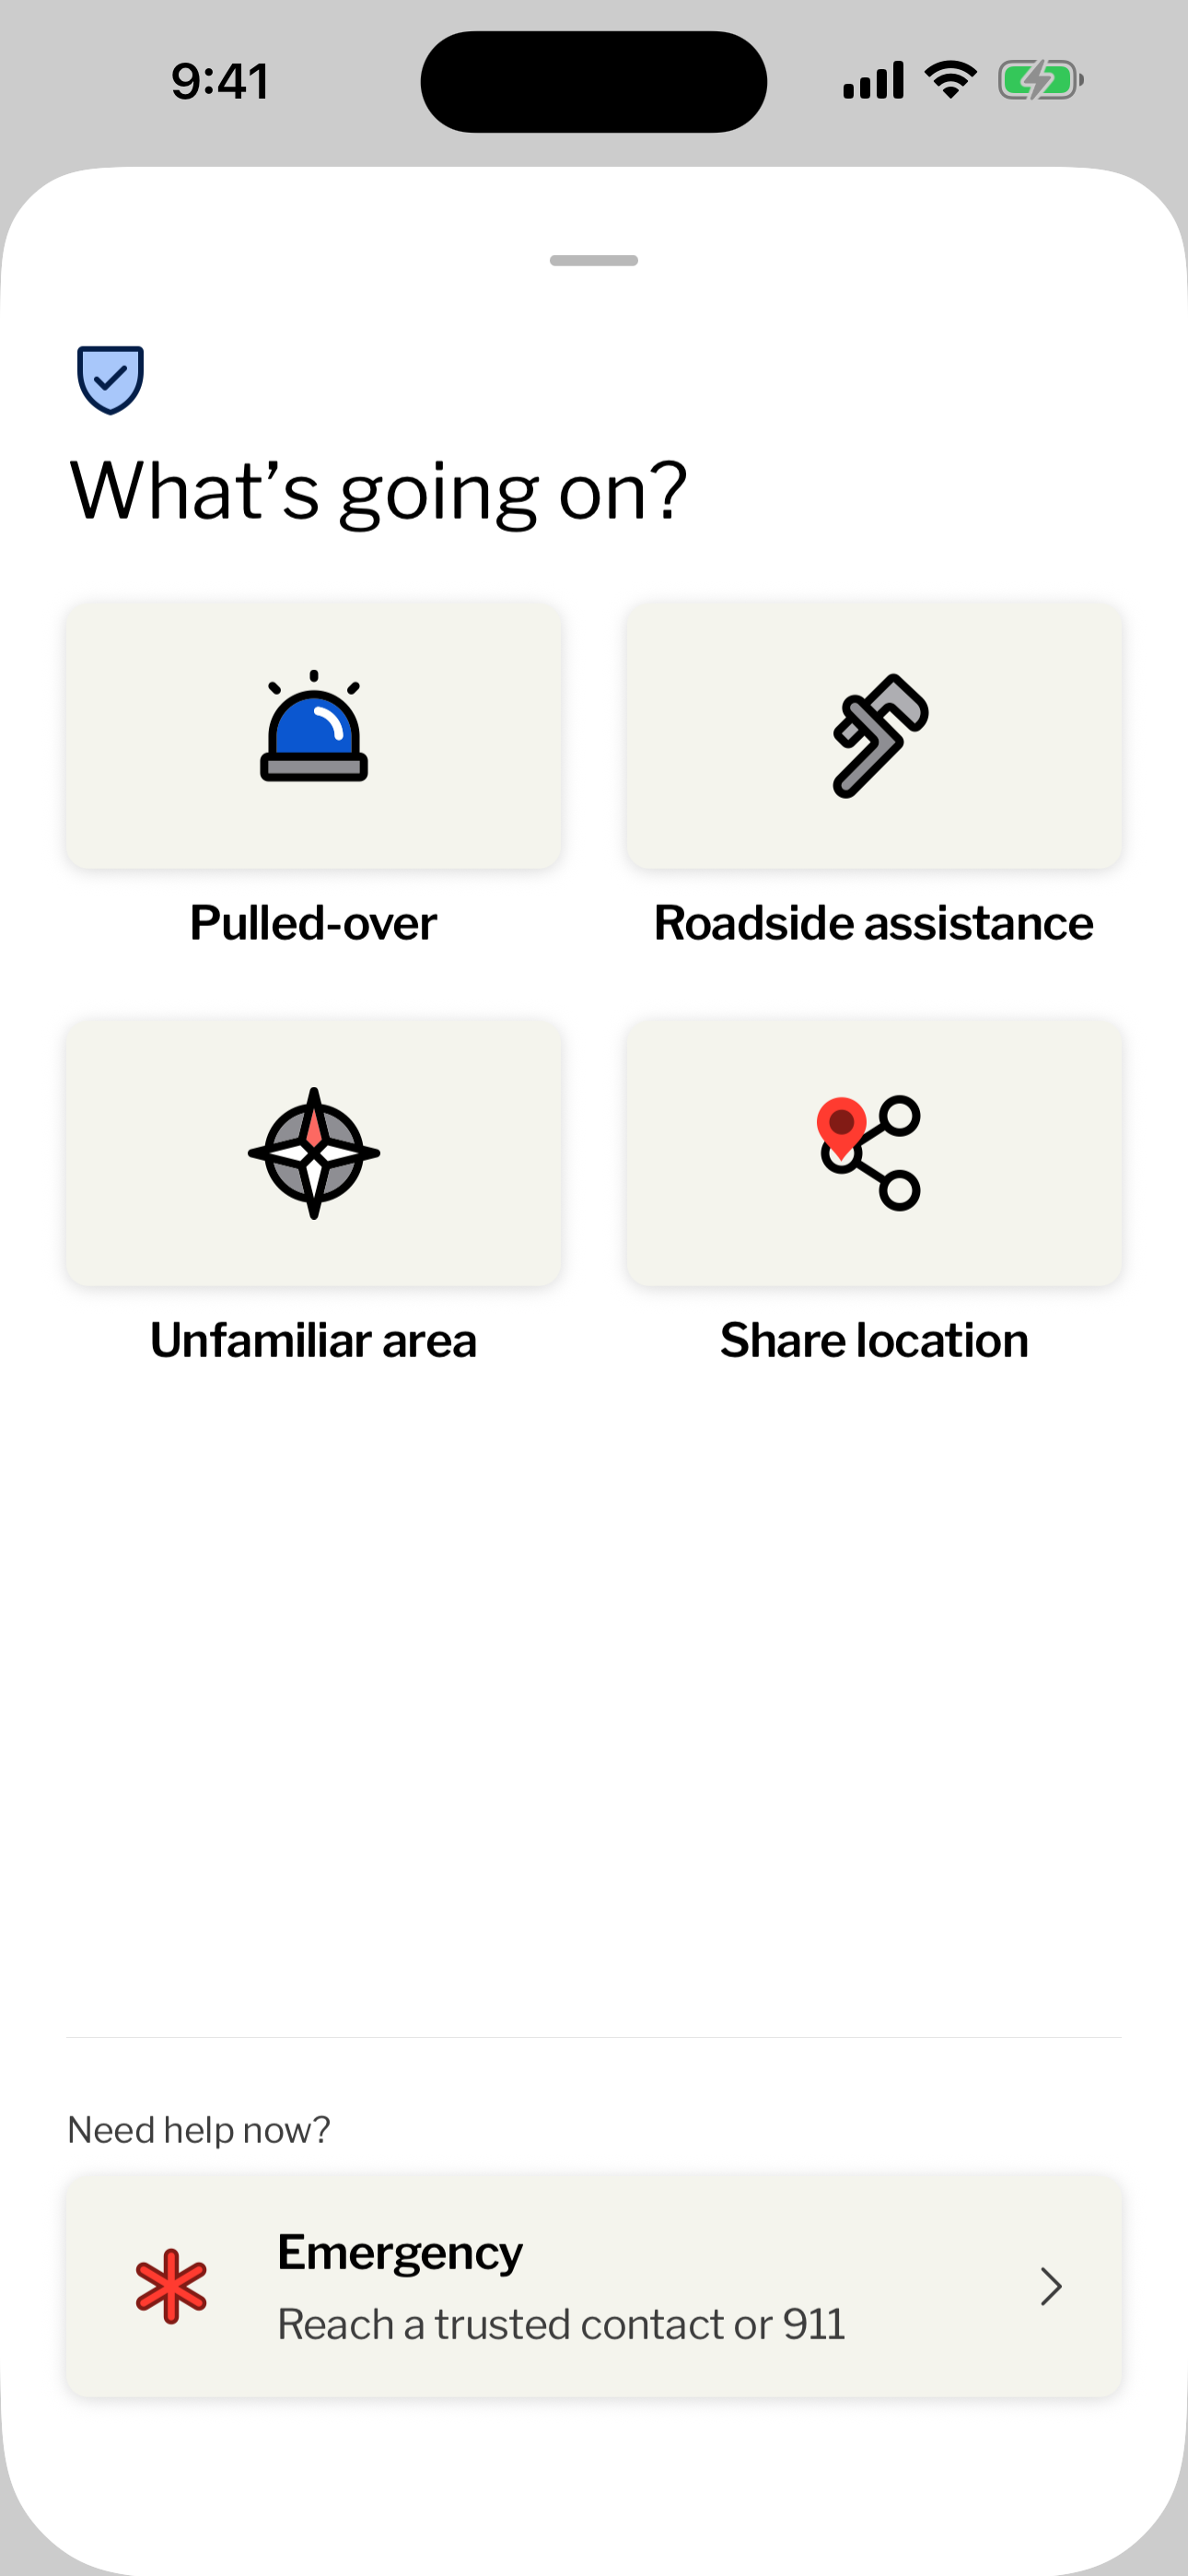 9:41
What’s going on?
Pulled-over
Roadside assistance
Unfamiliar area
Share location
Need help now?
Emergency
Reach a trusted contact or 911